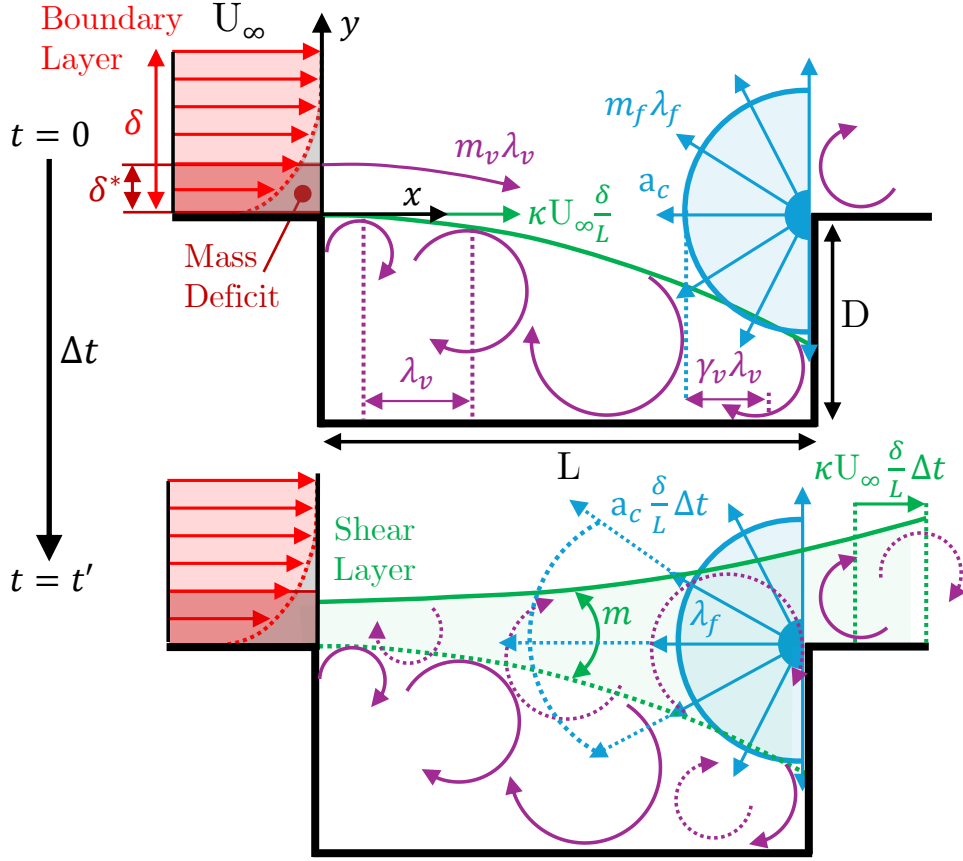 Boundary
Layer
U∞
y
t = 0
δ
δ*
m_v λ_v
m_f λ_f
a_c
x
κU∞ δ/L
Mass
Deficit
D
λ_v
γ_v λ_v
Δt
L
κU∞ δ/L Δt
a_c δ/L Δt
Shear
Layer
t = t′
m
λ_f